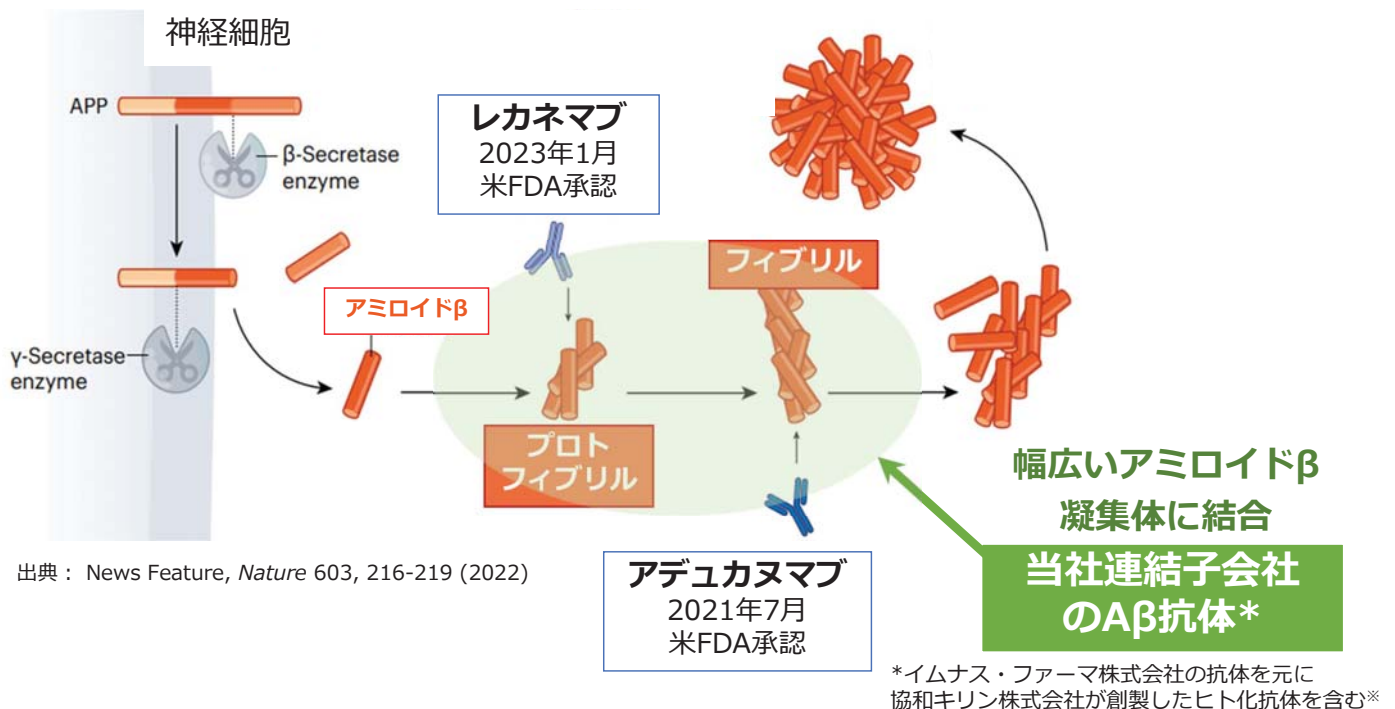 神経細胞
APP
β-Secretase
enzyme
γ-Secretase
enzyme
アミロイドβ
レカネマブ
2023年1月
米FDA承認
プロト
フィブリル
フィブリル
アデュカヌマブ
2021年7月
米FDA承認
幅広いアミロイドβ
凝集体に結合
当社連結子会社
のAβ抗体*
出典： News Feature, Nature 603, 216-219 (2022)
*イムナス・ファーマ株式会社の抗体を元に
協和キリン株式会社が創製したヒト化抗体を含む※